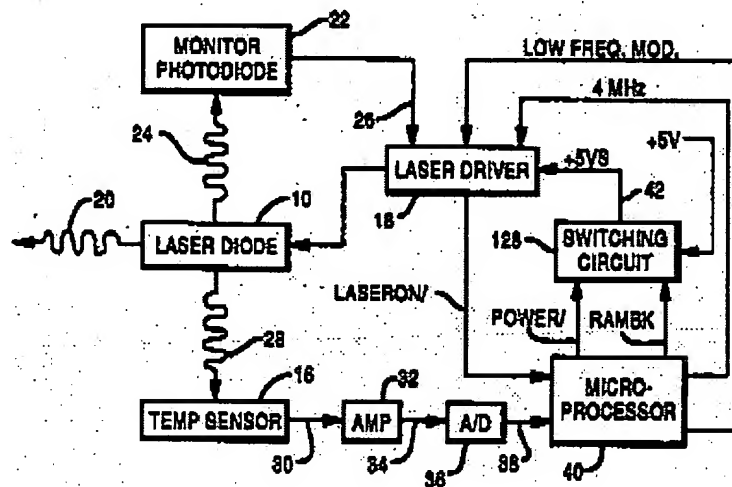 22
MONITOR
PHOTODIODE
LOW FREQ. MOD.
4 MHz
24
26
+5V
+5VS
LASER DRIVER
20
10
18
42
LASER DIODE
128
SWITCHING
CIRCUIT
LASERON/
28
POWER/
RAMBK
16
32
MICRO-
PROCESSOR
TEMP SENSOR
AMP
A/D
30
34
36
38
40